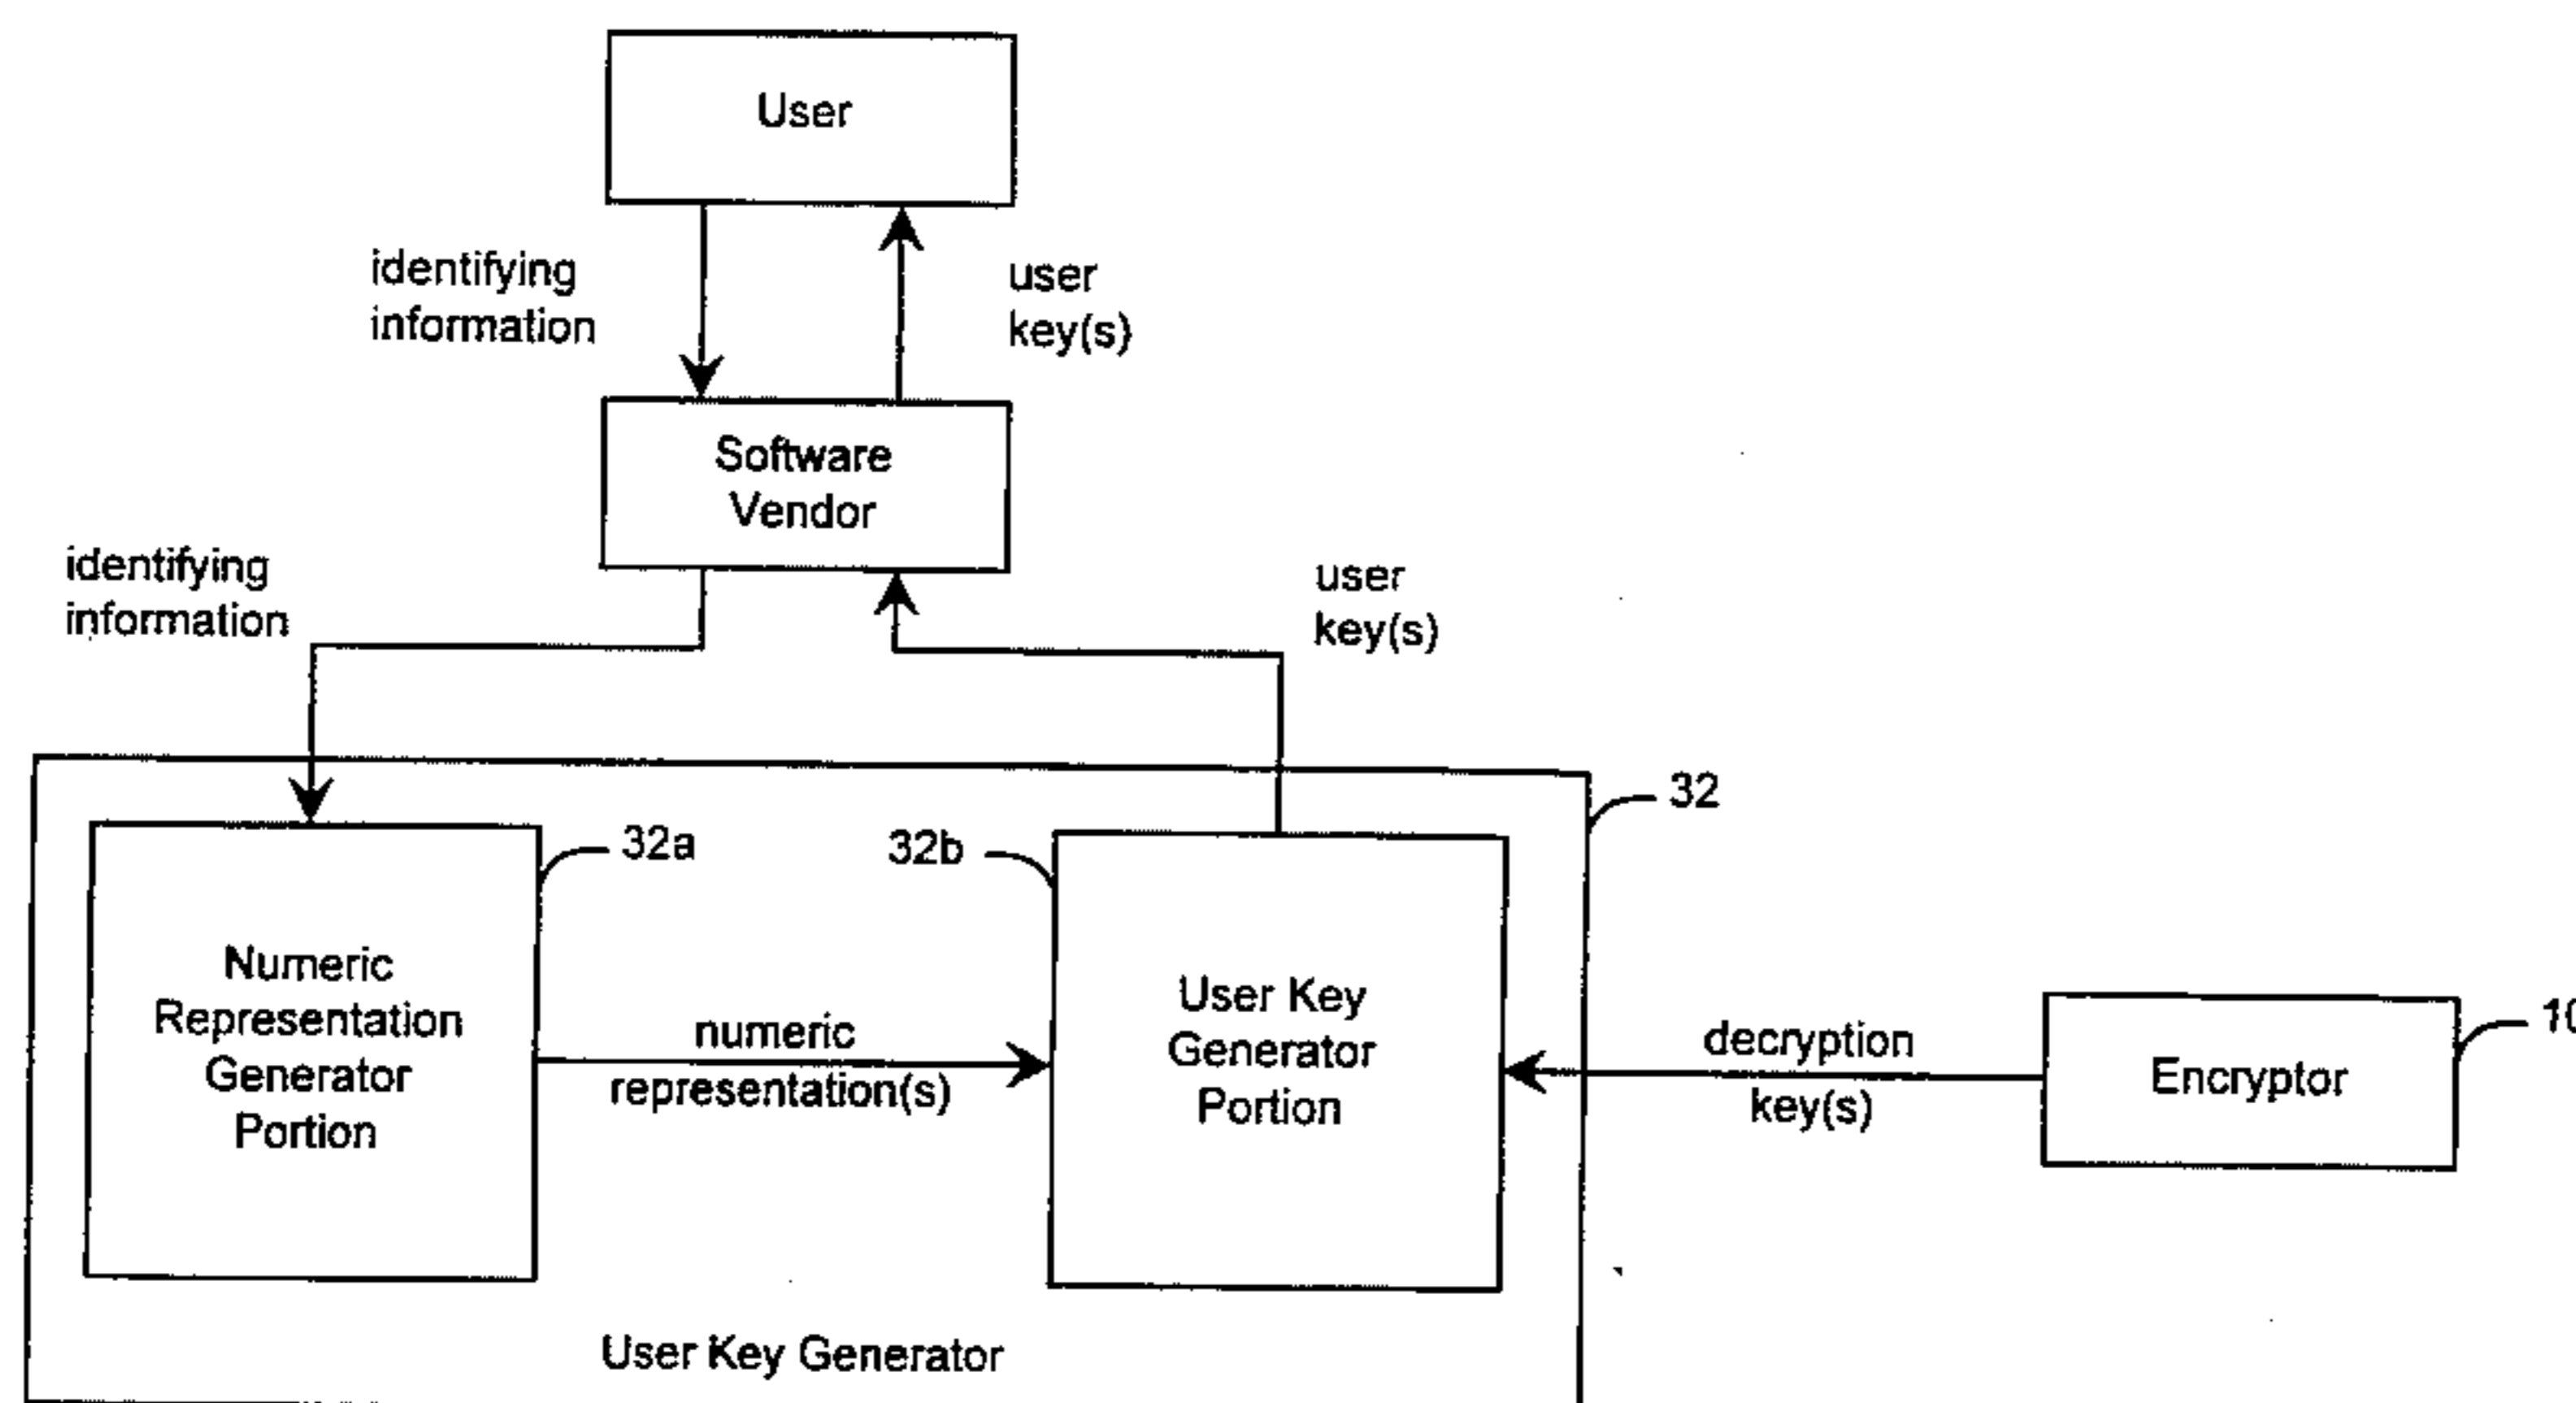 User
identifying
information
user
key(s)
Software
Vendor
identifying
information
user
key(s)
32
32a
32b
Numeric
Representation
Generator
Portion
numeric
representation(s)
User Key
Generator
Portion
decryption
key(s)
Encryptor
10
User Key Generator